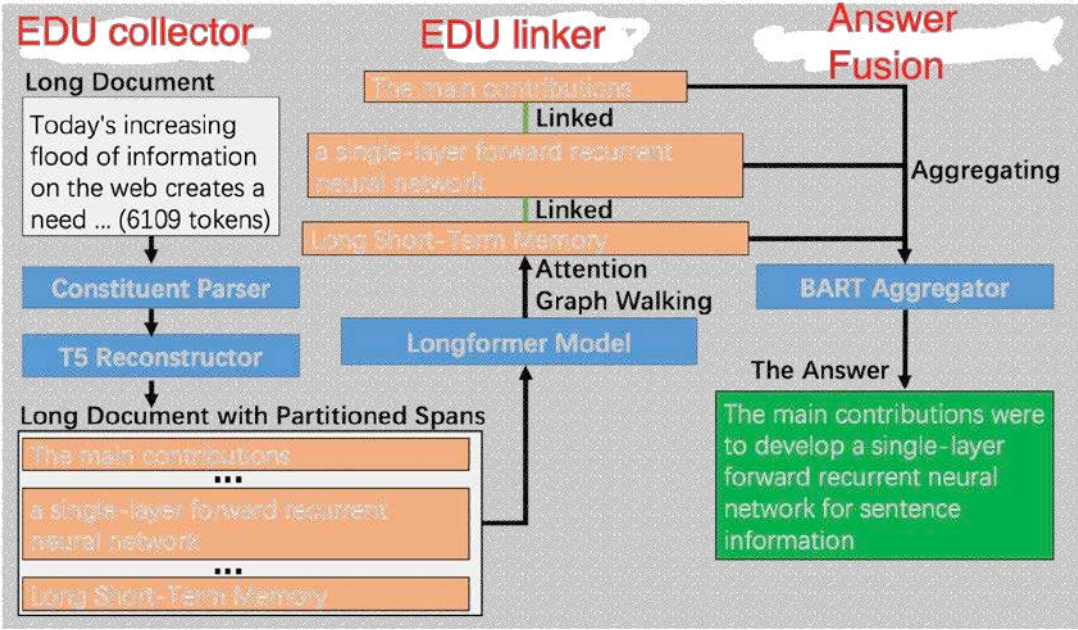 EDU collector
Long Document
Today's increasing
flood of information
on the web creates a
need ... (6109 tokens)
Constituent Parser
T5 Reconstructor
Long Document with Partitioned Spans
The main contributions
...
a single-layer forward recurrent
neural network
...
Long Short-Term Memory
EDU linker
The main contributions
Linked
a single-layer forward recurrent
neural network
Linked
Long Short-Term Memory
Attention
Graph Walking
Longformer Model
Answer
Fusion
Aggregating
BART Aggregator
The Answer
The main contributions were
to develop a single-layer
forward recurrent neural
network for sentence
information